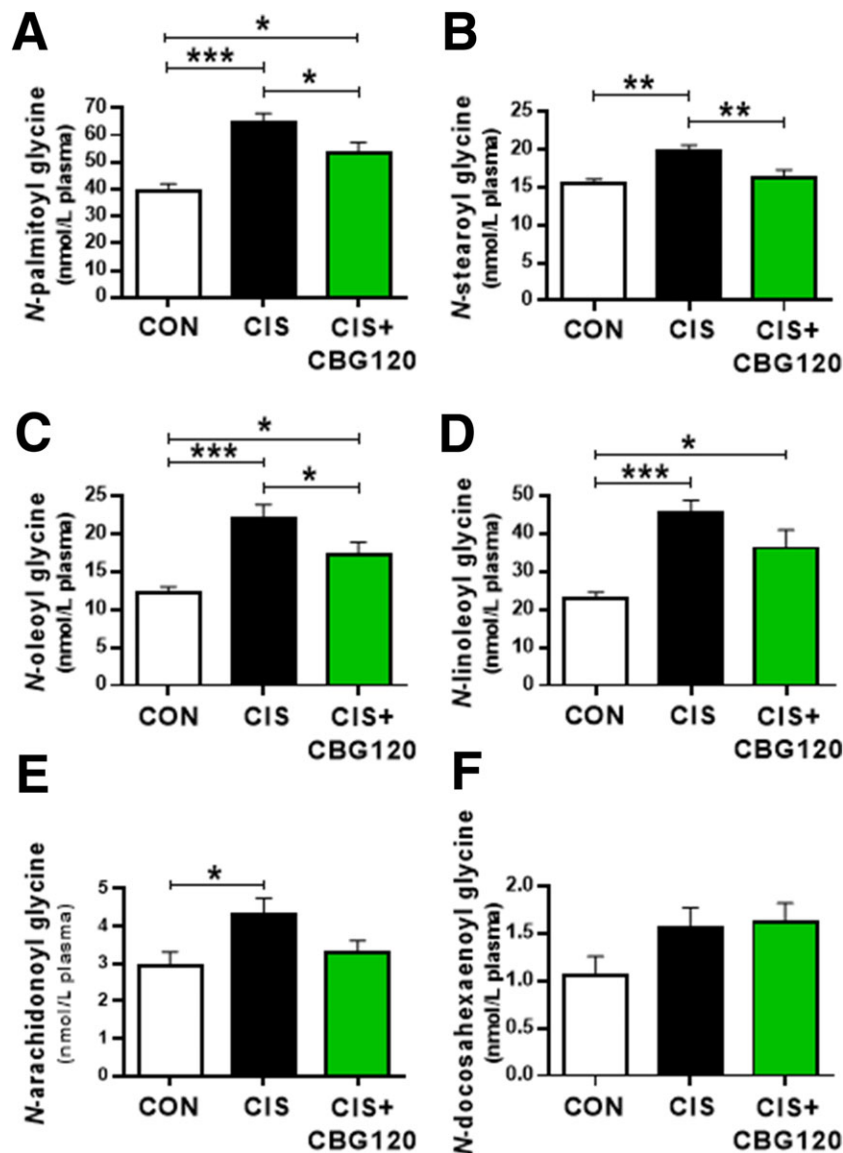 A
*
***
*
N-palmitoyl glycine
(nmol/L plasma)
70
60
50
40
30
20
10
0
CON
CIS
CIS+
CBG120
B
**
**
N-stearoyl glycine
(nmol/L plasma)
25
20
15
10
5
0
CON
CIS
CIS+
CBG120
C
*
***
*
N-oleoyl glycine
(nmol/L plasma)
25
20
15
10
5
0
CON
CIS
CIS+
CBG120
D
*
***
N-linoleoyl glycine
(nmol/L plasma)
50
40
30
20
10
0
CON
CIS
CIS+
CBG120
E
*
N-arachidonoyl glycine
(nmol/L plasma)
5
4
3
2
1
0
CON
CIS
CIS+
CBG120
F
N-docosahexaenoyl glycine
(nmol/L plasma)
2.0
1.5
1.0
0.5
0.0
CON
CIS
CIS+
CBG120